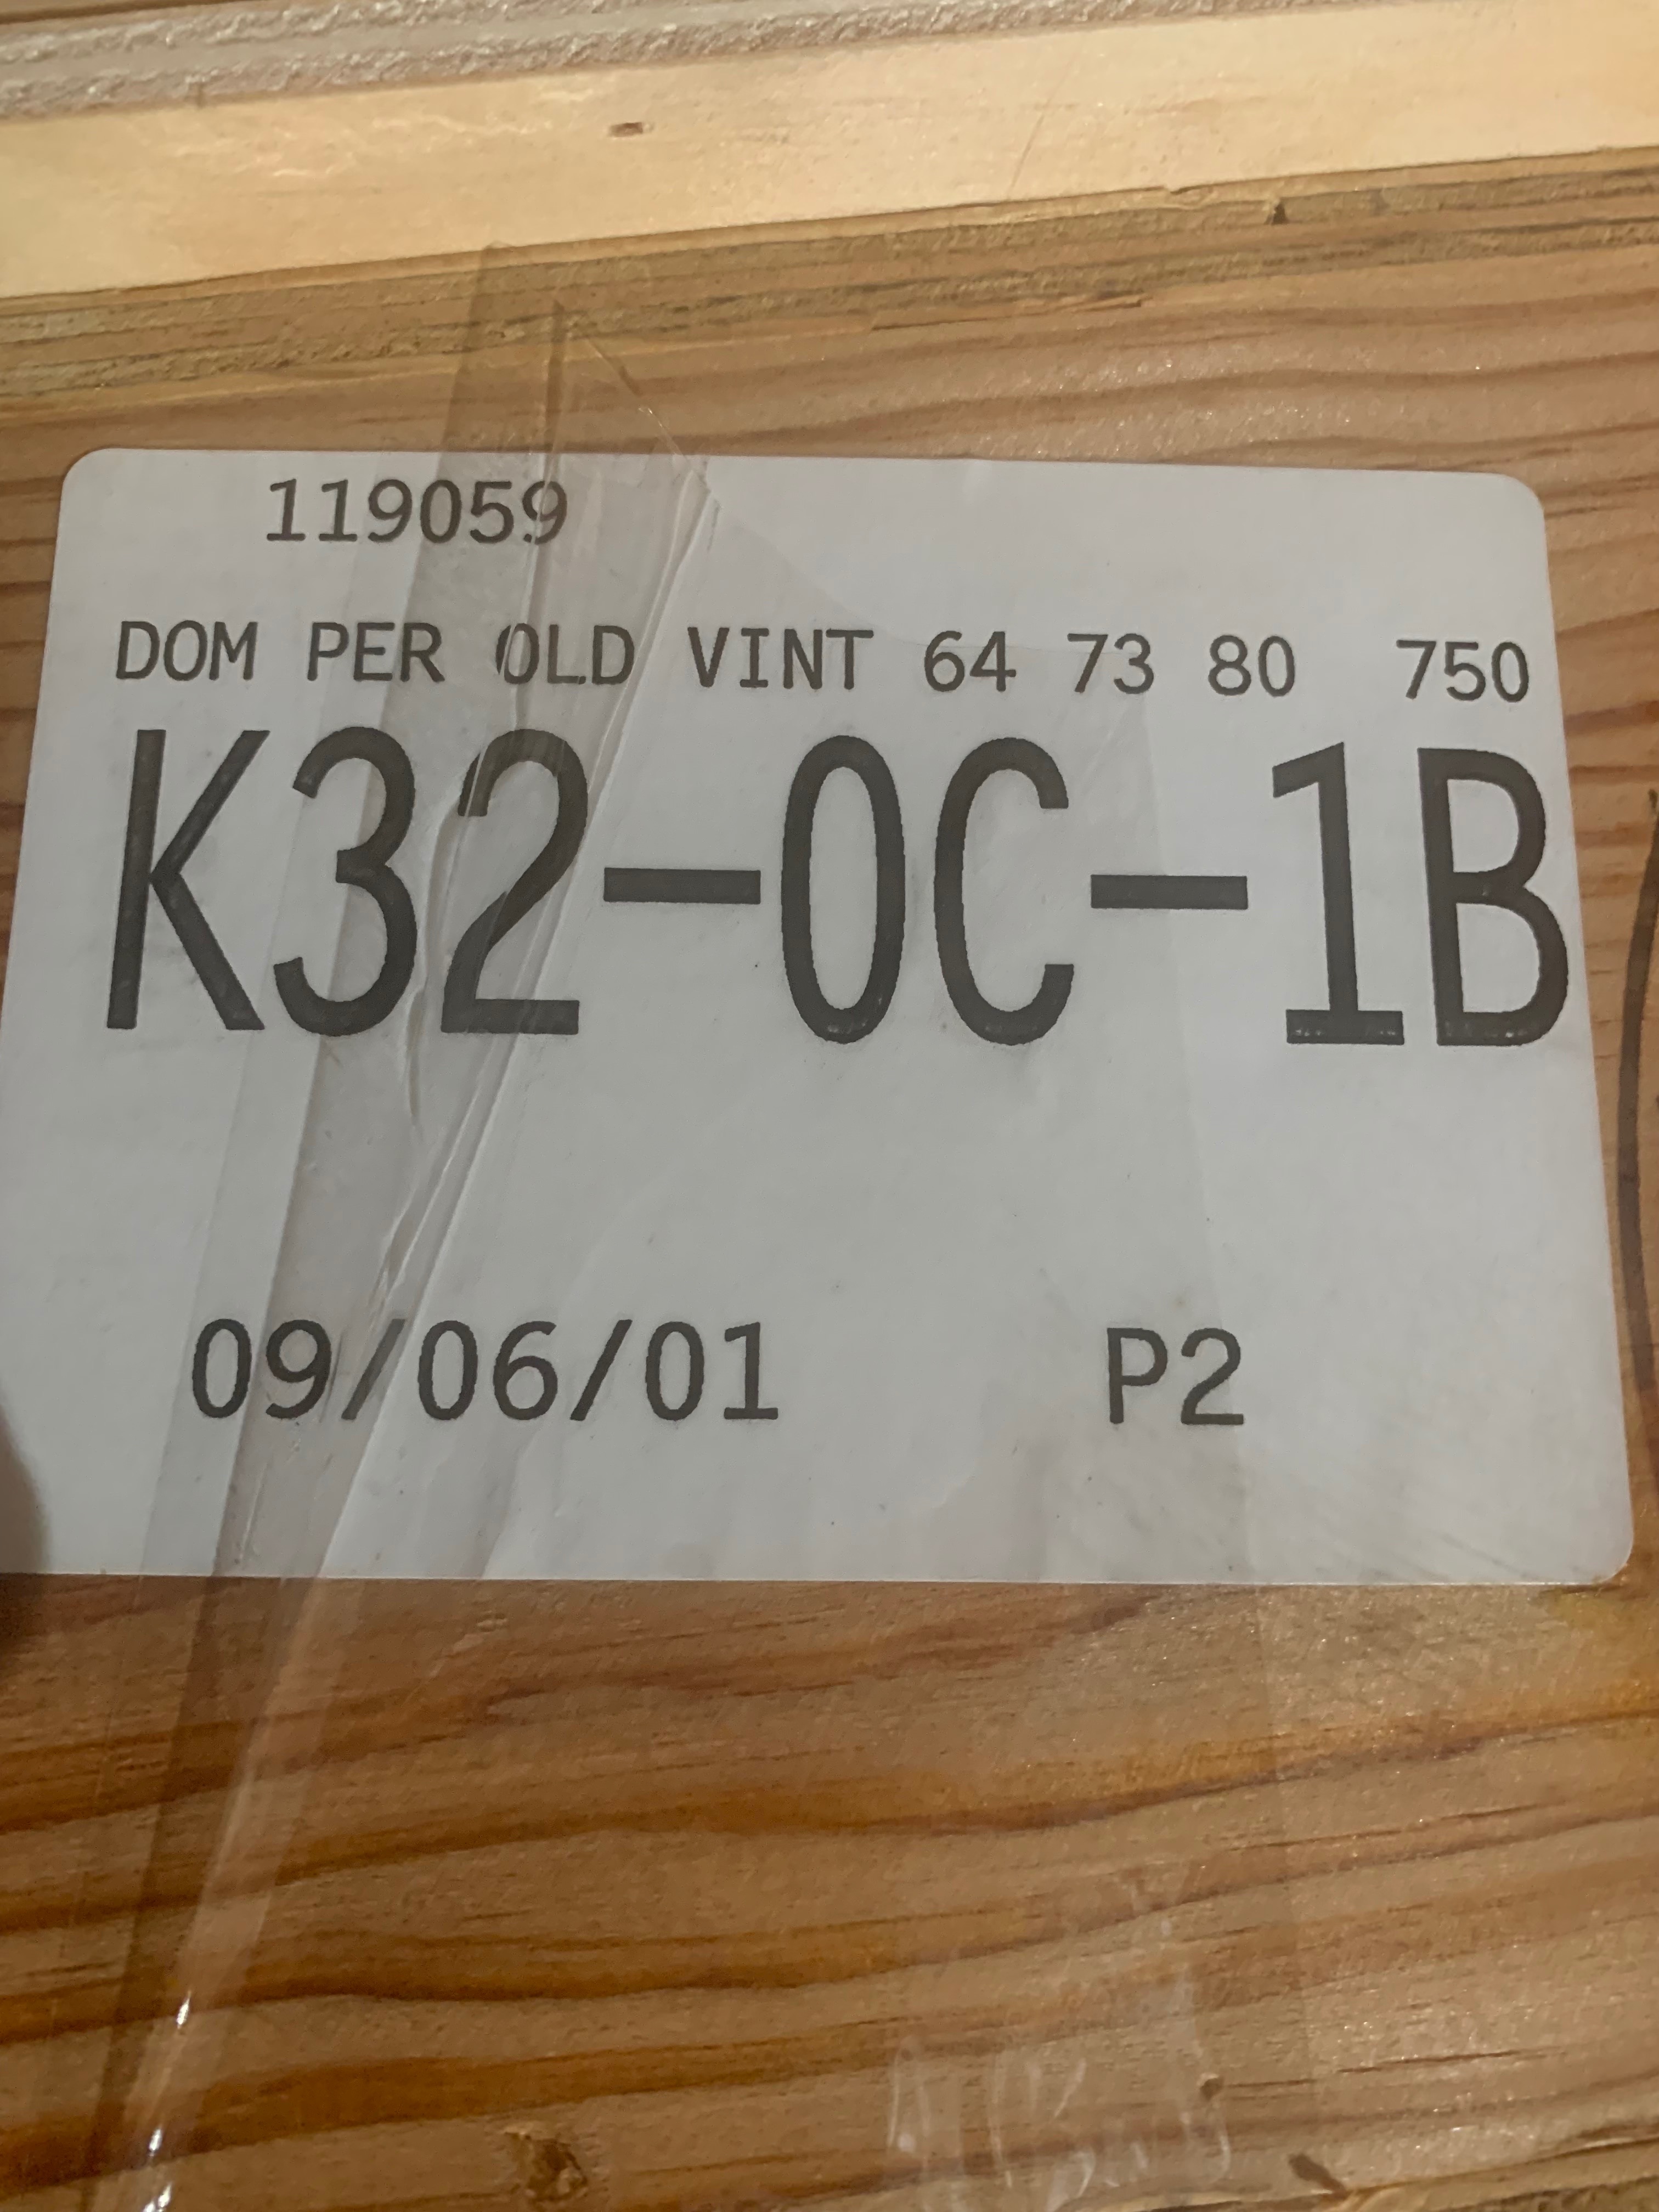 119059
DOM PER OLD VINT 64 73 80 750
K32-0C-1B
09/06/01 P2